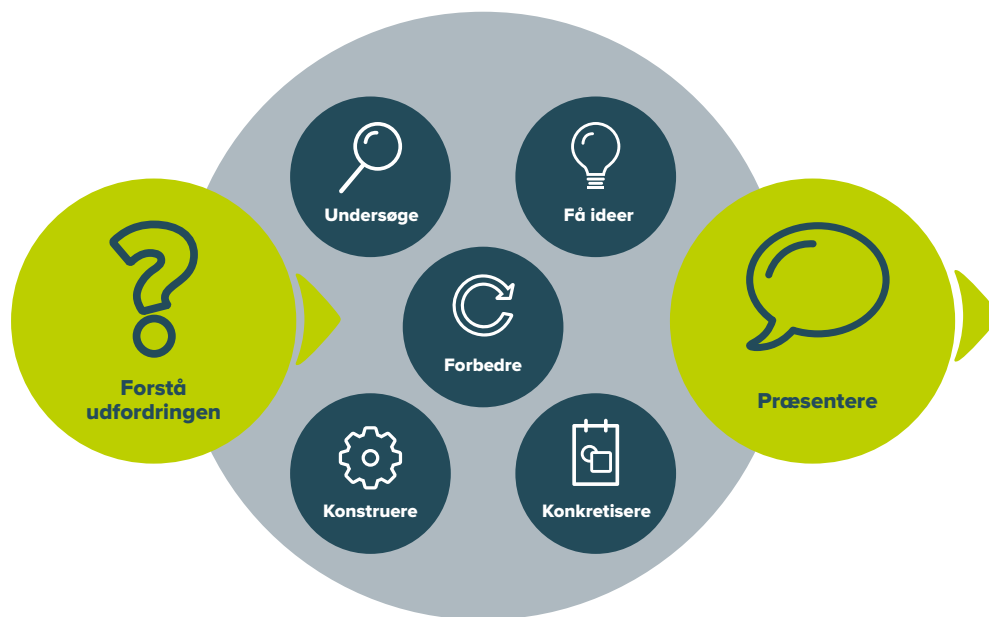 Undersøge
Få ideer
Forstå
udfordringen
Forbedre
Præsentere
Konstruere
Konkretisere